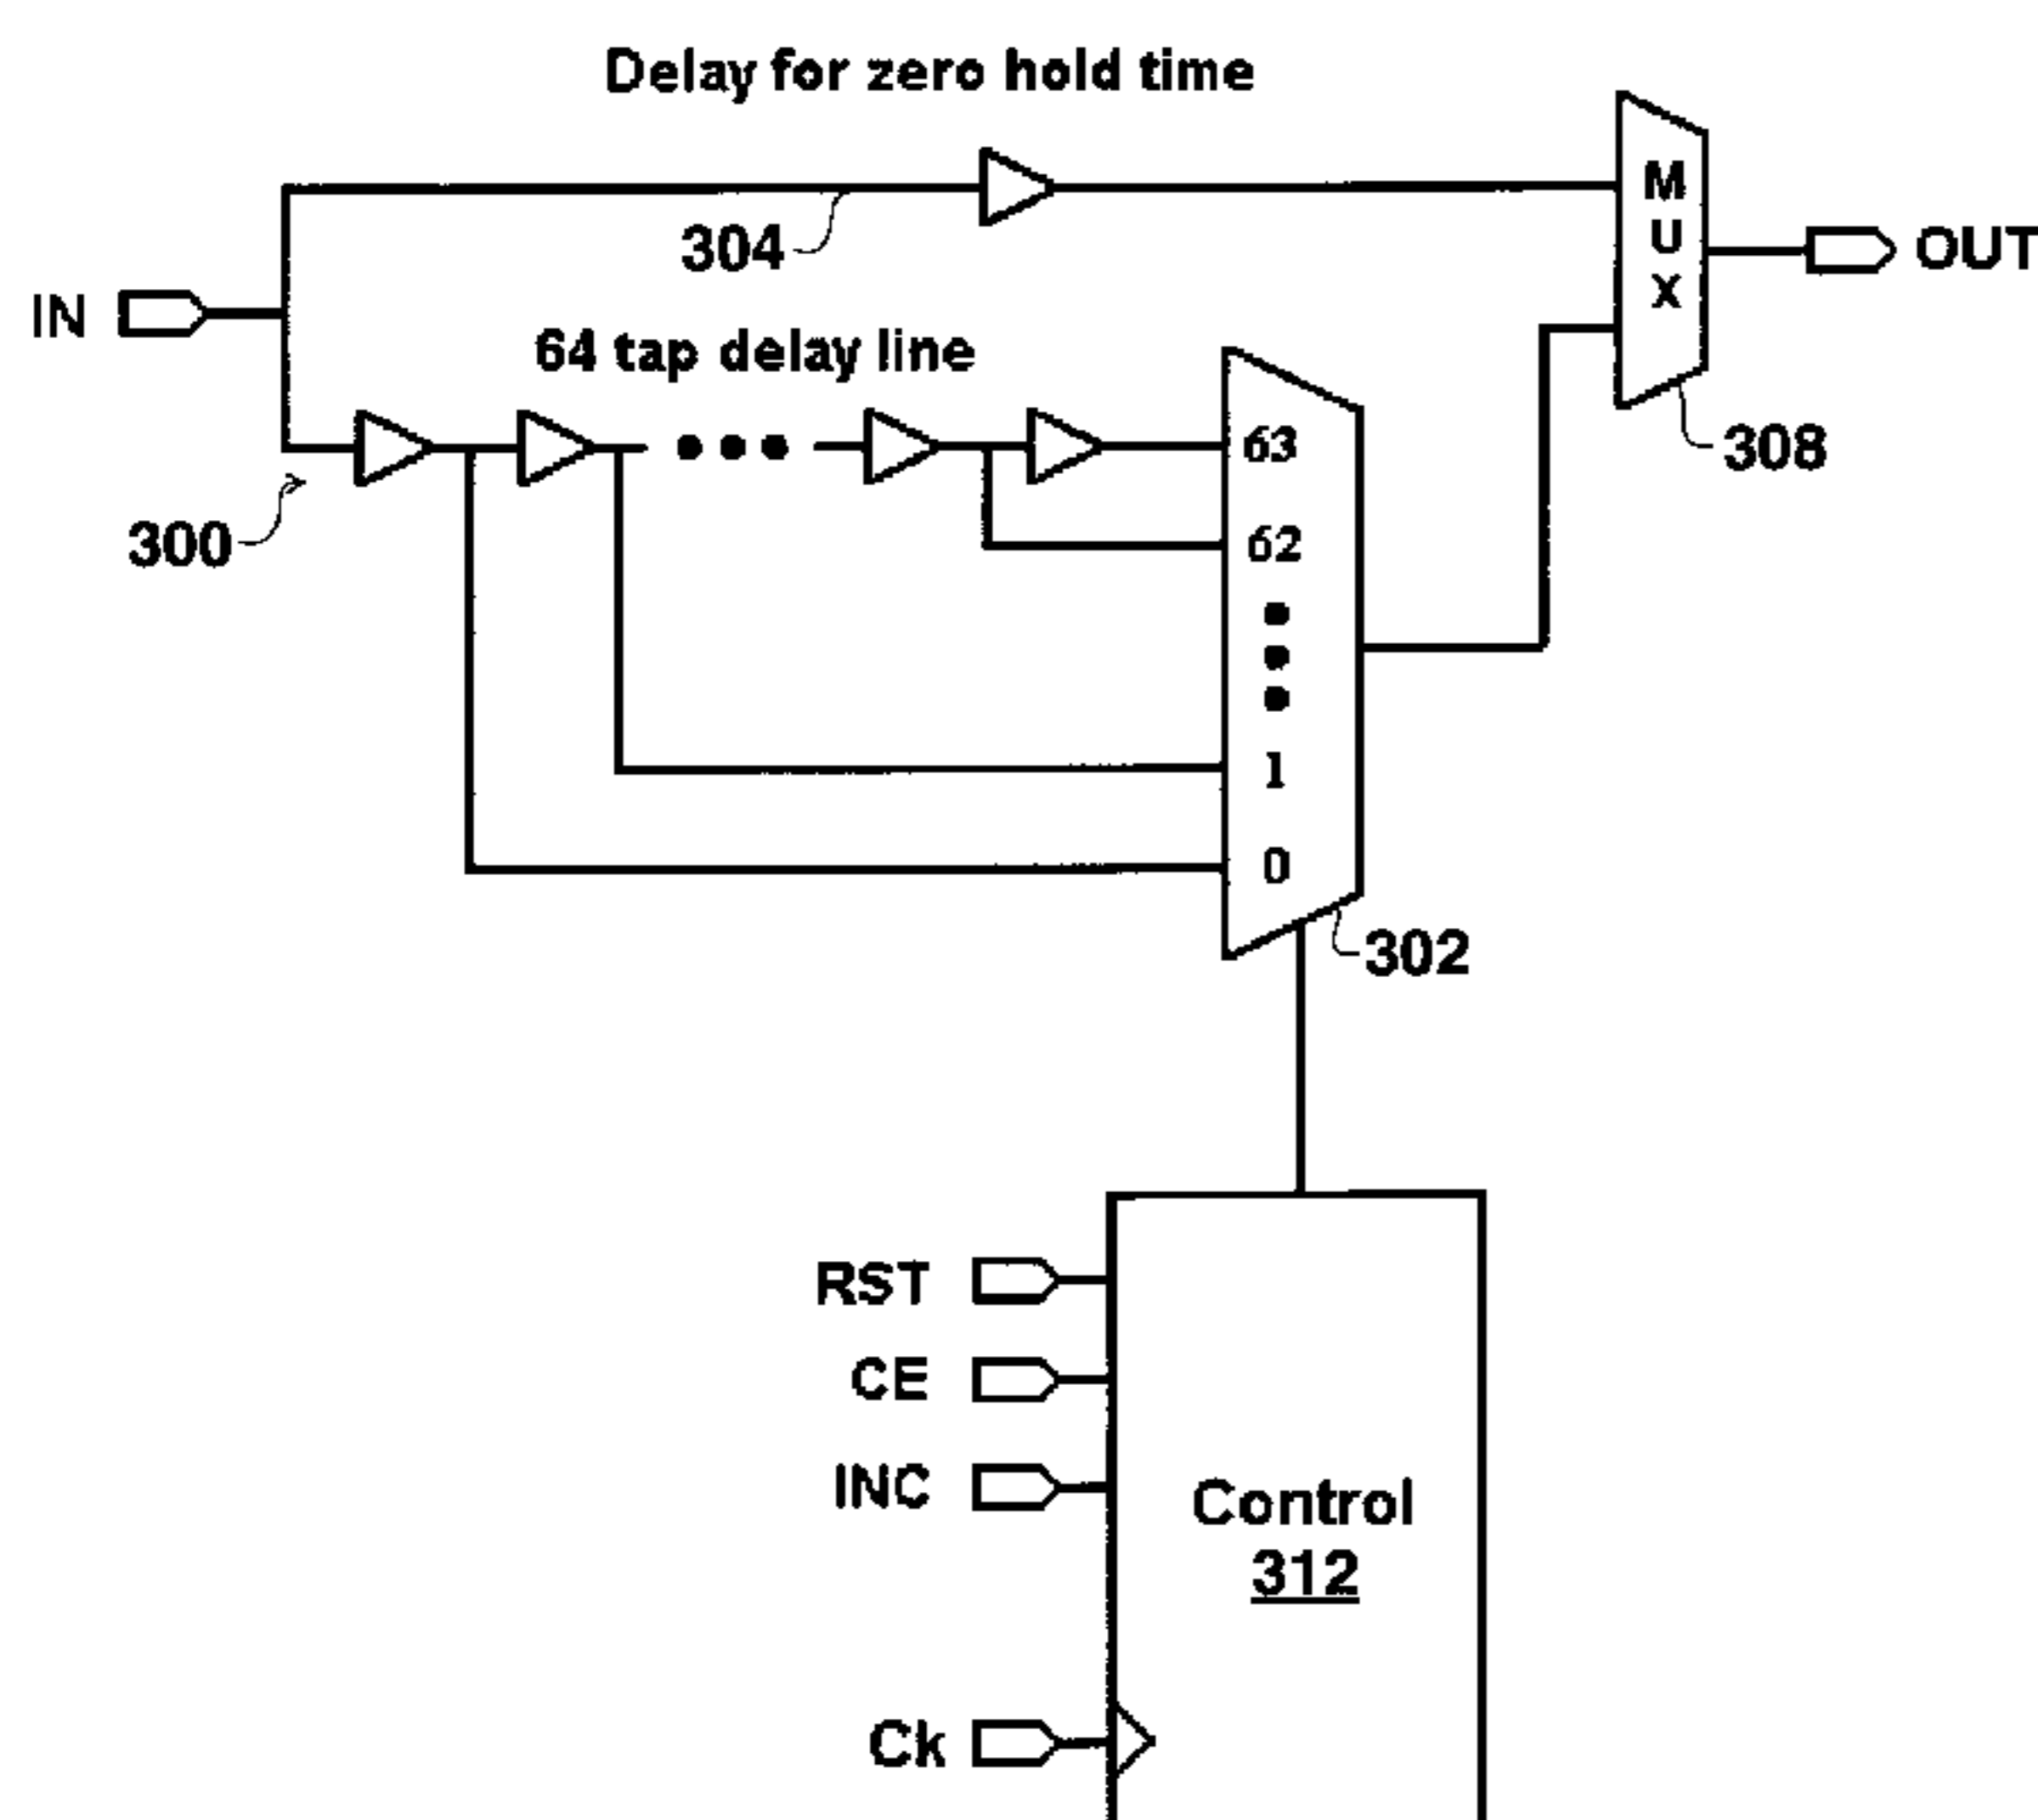 Delay for zero hold time
M
U
X
304
OUT
IN
64 tap delay line
308
63
300
62
1
0
302
RST
CE
INC
Control
312
Ck